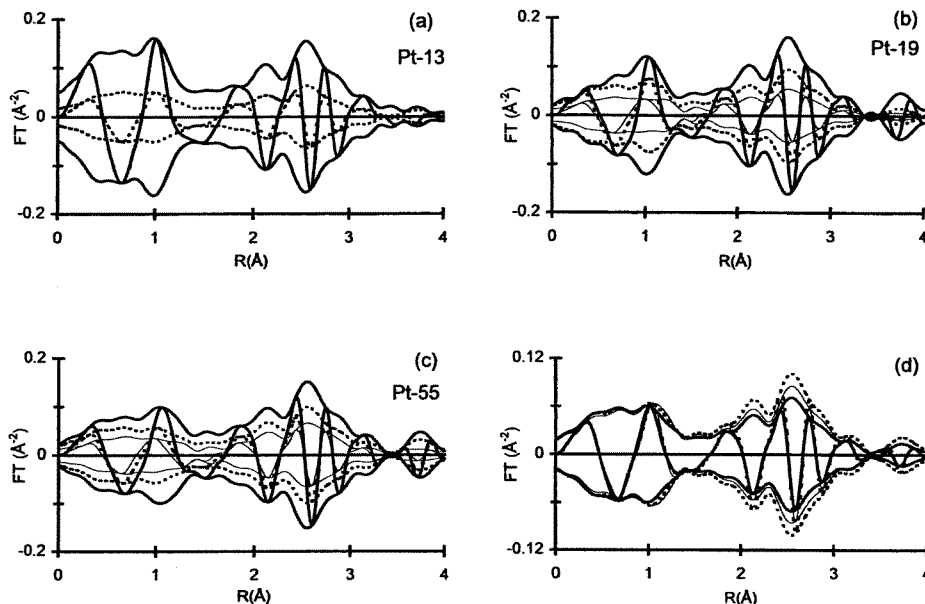 (a)
Pt-13
0.2
0
-0.2
FT (Å⁻²)
0 1 2 3 4
R(Å)
(b)
Pt-19
0.2
0
-0.2
FT (Å⁻²)
0 1 2 3 4
R(Å)
(c)
Pt-55
0.2
0
-0.2
FT (Å⁻²)
0 1 2 3 4
R(Å)
(d)
0.12
0
-0.12
FT (Å⁻²)
0 1 2 3 4
R(Å)